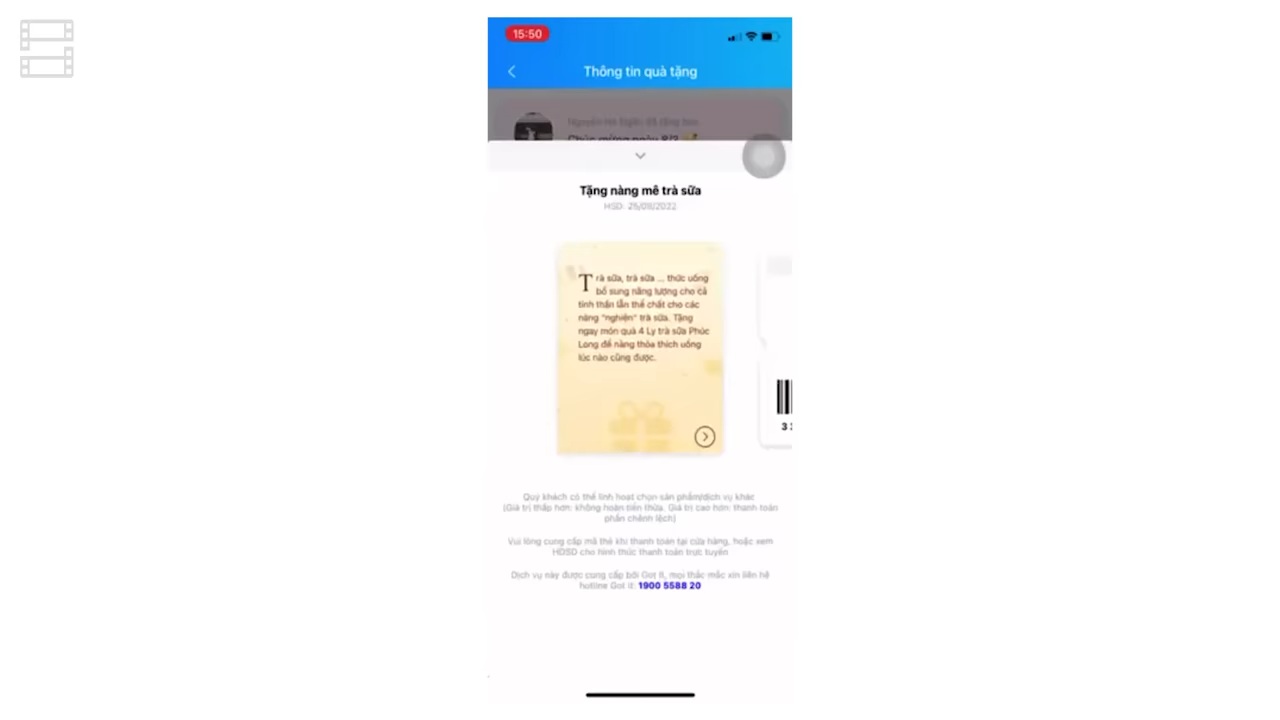 15:50
Thông tin quà tặng
Chúc mừng ngày 8/3
Tặng nàng mê trà sữa
HSD: 25/08/2022
Trà sữa, trà sữa ... thức uống
bổ sung năng lượng cho cả
tinh thần lẫn thể chất cho các
nàng "nghiện" trà sữa. Tặng
ngay món quà 4 Ly trà sữa Phúc
Long để nàng thỏa thích uống
lúc nào cũng được.
Quý khách có thể linh hoạt chọn sản phẩm/dịch vụ khác
(Giá trị thấp hơn: không hoàn tiền thừa. Giá trị cao hơn: thanh toán
phần chênh lệch)
Vui lòng cung cấp mã thẻ khi thanh toán tại cửa hàng, hoặc xem
HDSD cho hình thức thanh toán trực tuyến
Dịch vụ này được cung cấp bởi Got It, mọi thắc mắc xin liên hệ
hotline Got It: 1900 5588 20